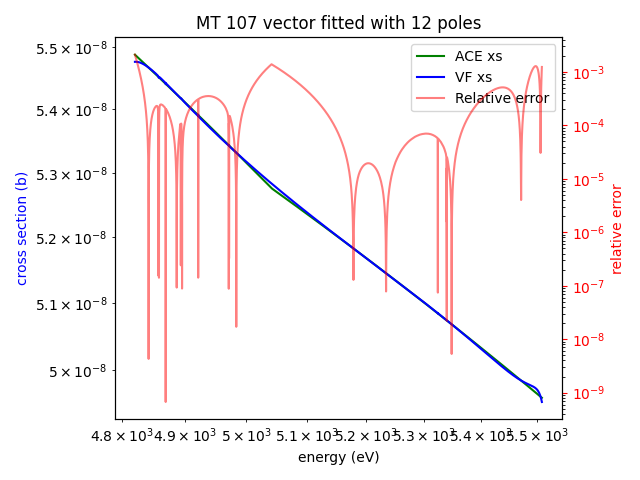 MT 107 vector fitted with 12 poles
ACE xs
VF xs
Relative error
cross section (b)
5.5 × 10⁻⁸
5.4 × 10⁻⁸
5.3 × 10⁻⁸
5.2 × 10⁻⁸
5.1 × 10⁻⁸
5 × 10⁻⁸
relative error
10⁻³
10⁻⁴
10⁻⁵
10⁻⁶
10⁻⁷
10⁻⁸
10⁻⁹
4.8 × 10³ 4.9 × 10³ 5 × 10³ 5.1 × 10³ 5.2 × 10³ 5.3 × 10³ 5.4 × 10³ 5.5 × 10³
energy (eV)